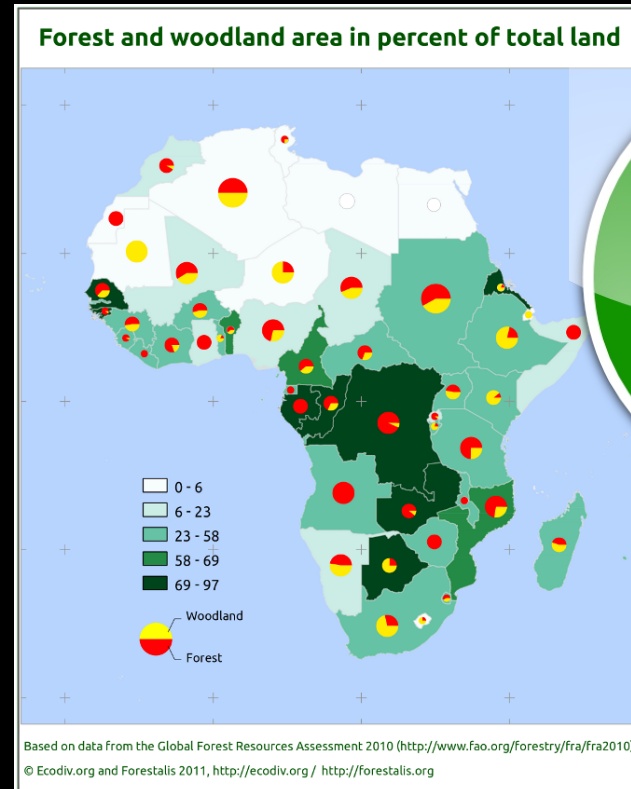 Forest and woodland area in percent of total land
0 - 6
6 - 23
23 - 58
58 - 69
69 - 97
Woodland
Forest
Based on data from the Global Forest Resources Assessment 2010 (http://www.fao.org/forestry/fra/fra2010)
© Ecodiv.org and Forestalis 2011, http://ecodiv.org / http://forestalis.org